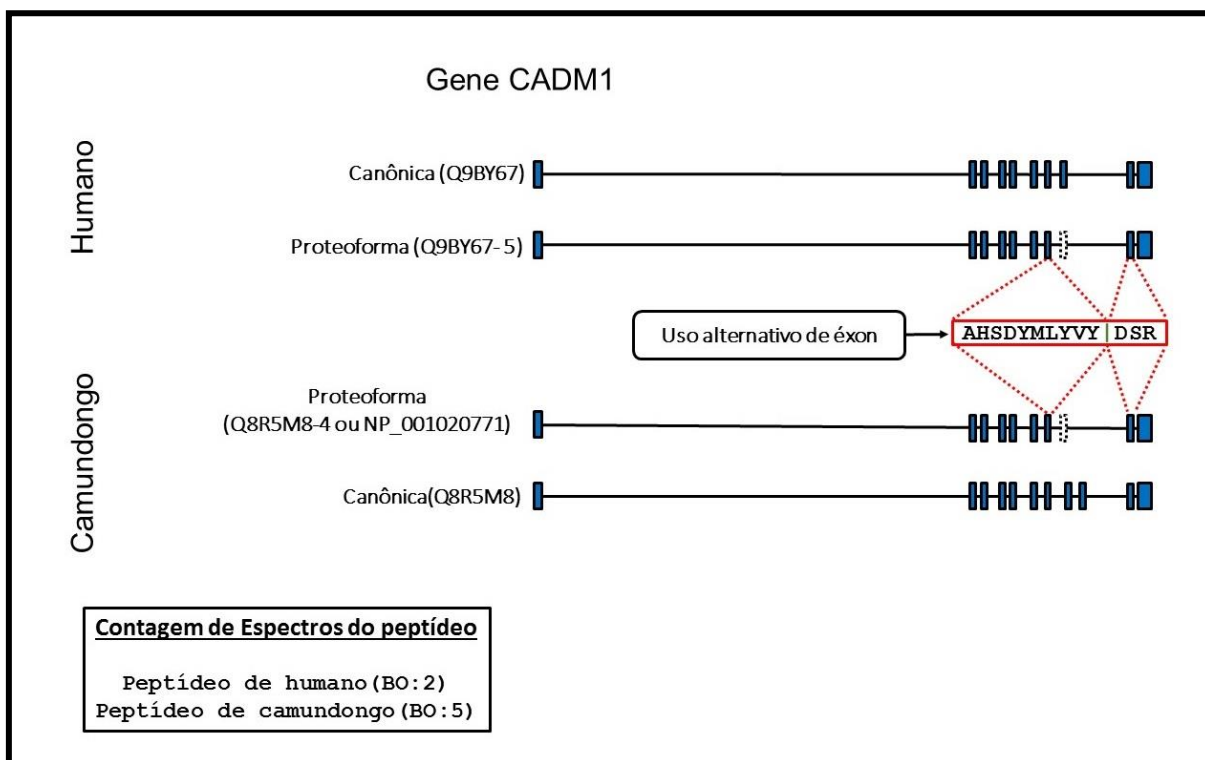 Gene CADM1
Humano
Canônica (Q9BY67)
Proteoforma (Q9BY67-5)
Uso alternativo de éxon
AHSDYMLYVY|DSR
Camundongo
Proteoforma
(Q8R5M8-4 ou NP_001020771)
Canônica(Q8R5M8)
Contagem de Espectros do peptídeo
Peptídeo de humano(BO:2)
Peptídeo de camundongo(BO:5)